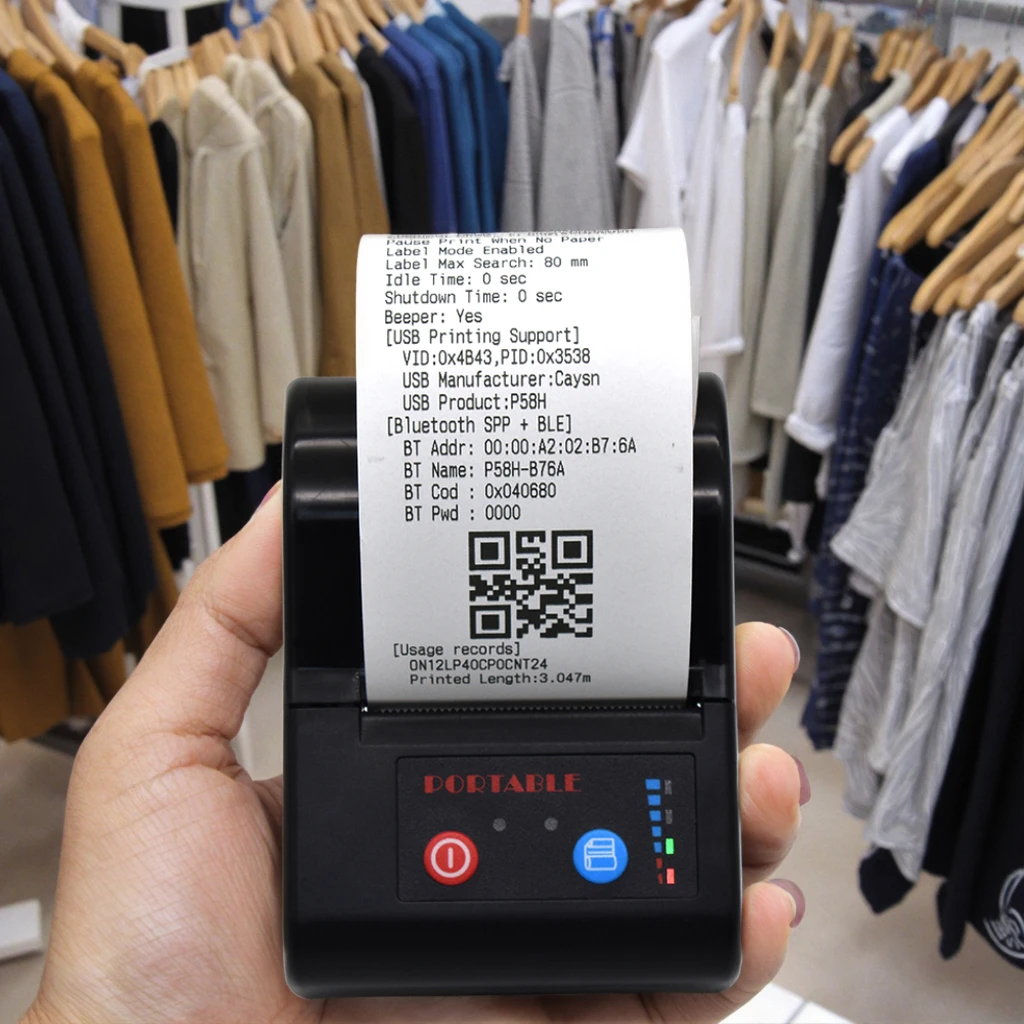 Pause Print When No Paper
Label Mode Enabled
Label Max Search: 80 mm
Idle Time: 0 sec
Shutdown Time: 0 sec
Beeper: Yes
[USB Printing Support]
VID:0x4B43,PID:0x3538
USB Manufacturer:Caysn
USB Product:P58H
[Bluetooth SPP + BLE]
BT Addr: 00:00:A2:02:B7:6A
BT Name: P58H-B76A
BT Cod : 0x040680
BT Pwd : 0000
[Usage records]
ON12LP40CP0CNT24
Printed Length:3.047m
PORTABLE